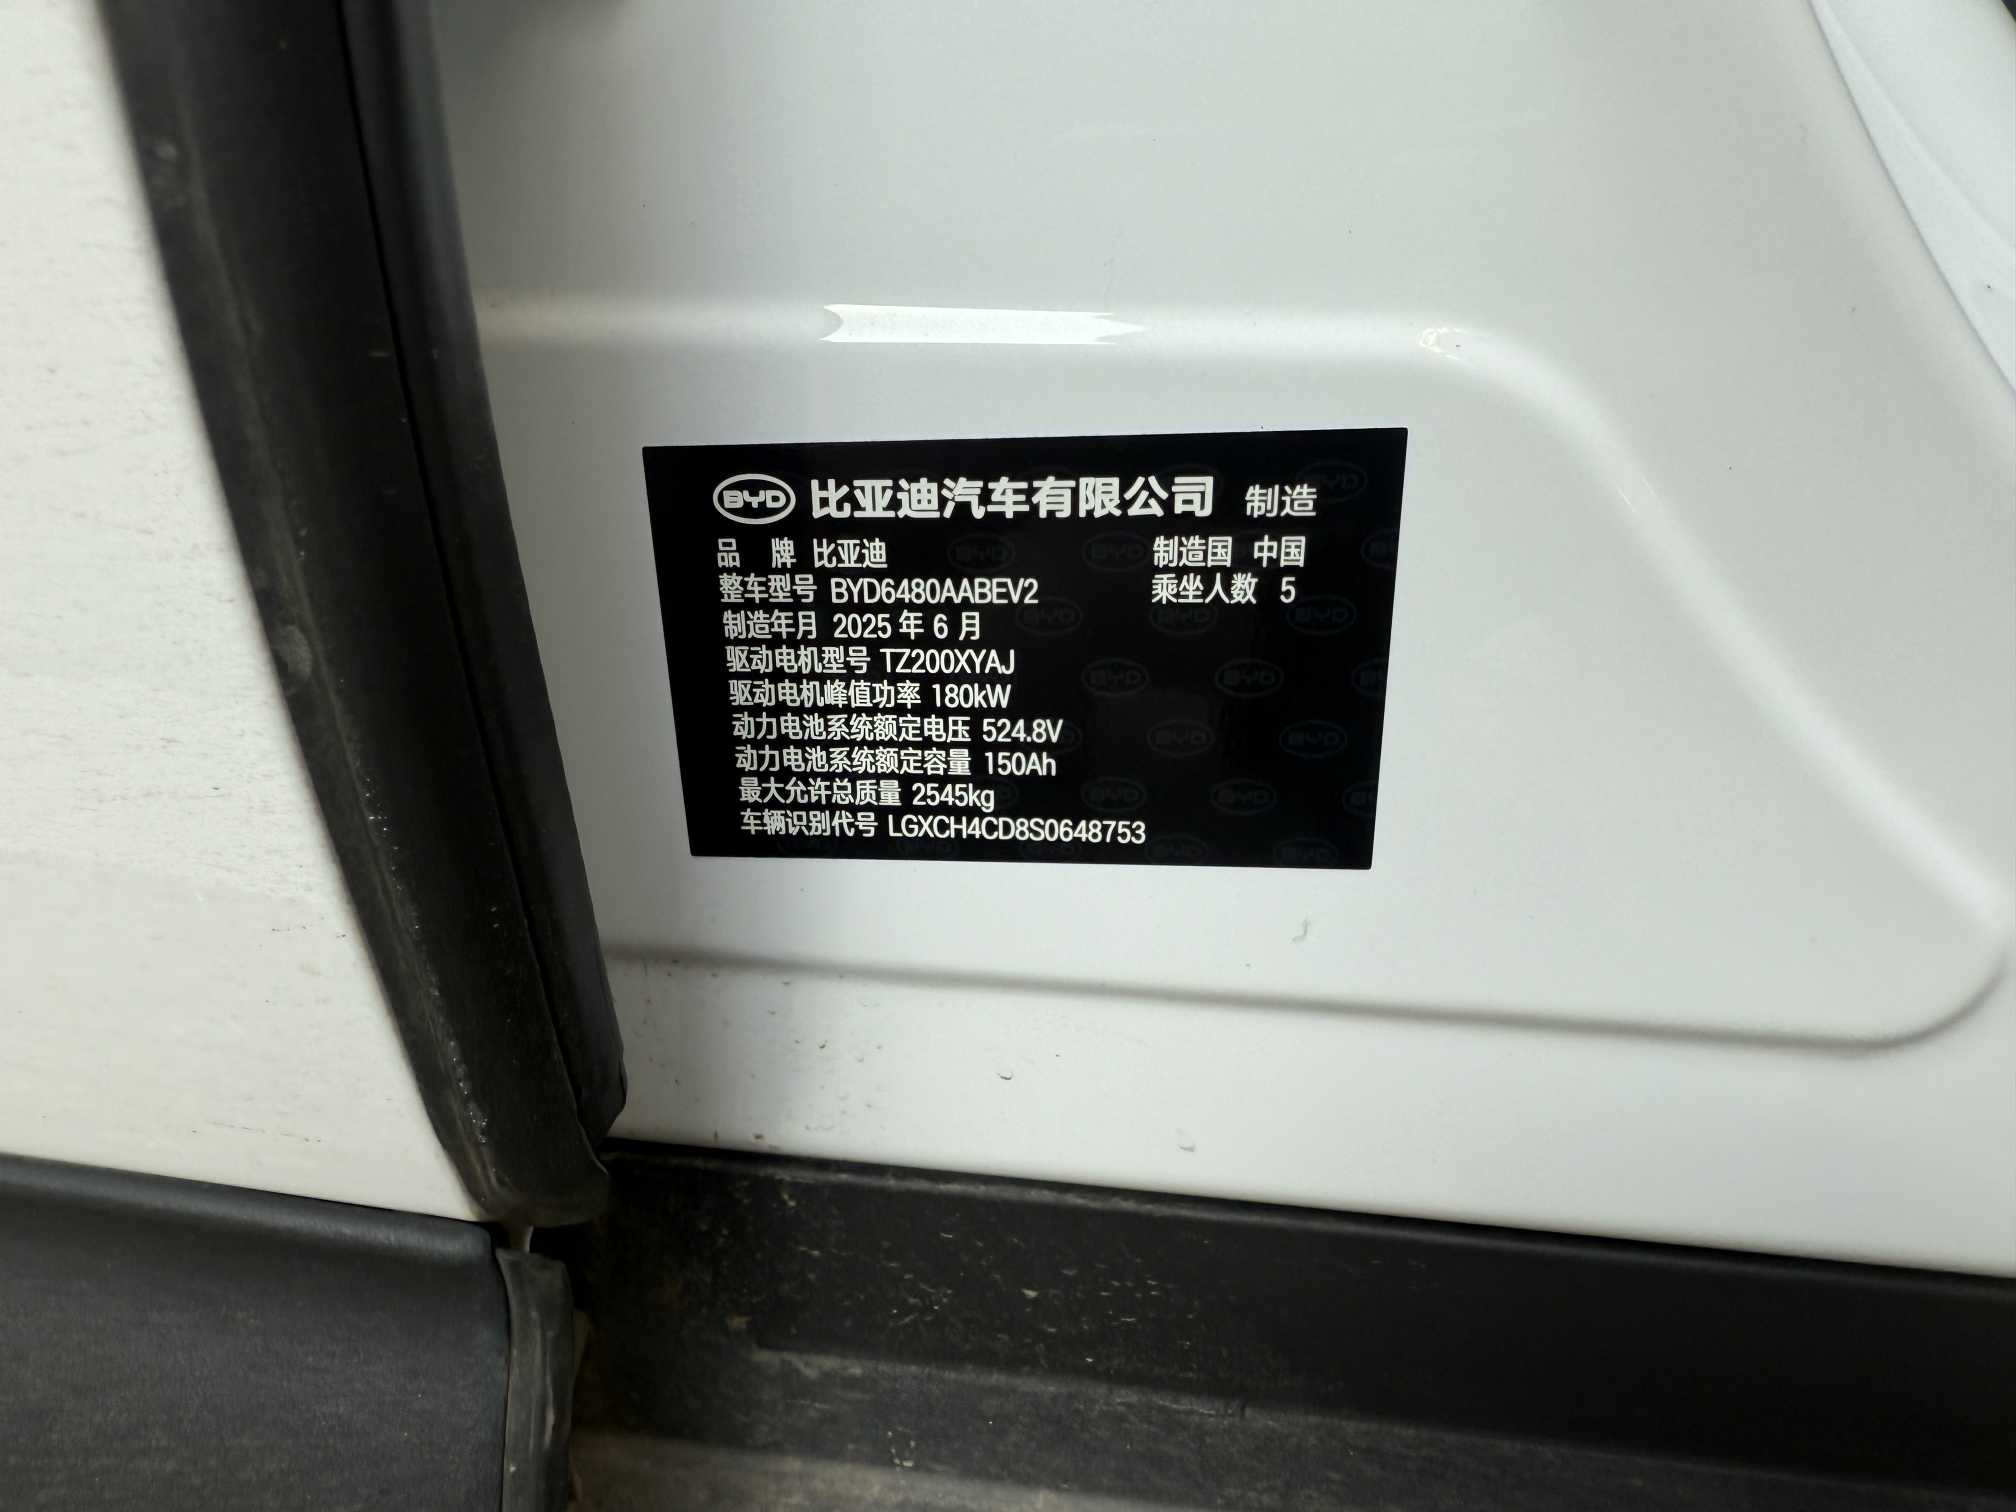 BYD 比亚迪汽车有限公司 制造
品 牌 比亚迪 制造国 中国
整车型号 BYD6480AABEV2 乘坐人数 5
制造年月 2025 年 6 月
驱动电机型号 TZ200XYAJ
驱动电机峰值功率 180kW
动力电池系统额定电压 524.8V
动力电池系统额定容量 150Ah
最大允许总质量 2545kg
车辆识别代号 LGXCH4CD8S0648753